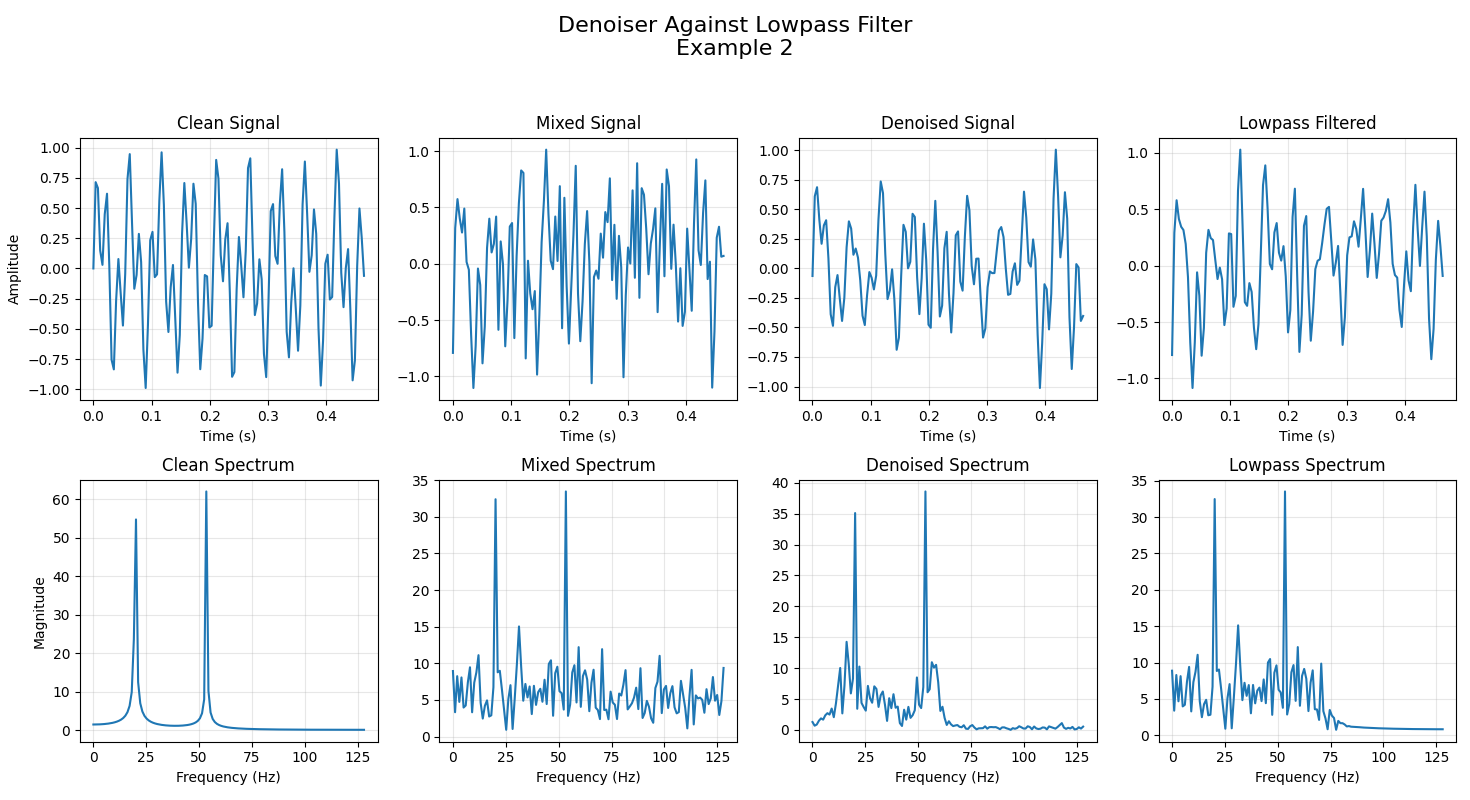 Denoiser Against Lowpass Filter
Example 2
Clean Signal
Mixed Signal
Denoised Signal
Lowpass Filtered
Amplitude
1.00
0.75
0.50
0.25
0.00
−0.25
−0.50
−0.75
−1.00
0.0 0.1 0.2 0.3 0.4
Time (s)
1.0
0.5
0.0
−0.5
−1.0
0.0 0.1 0.2 0.3 0.4
Time (s)
1.00
0.75
0.50
0.25
0.00
−0.25
−0.50
−0.75
−1.00
0.0 0.1 0.2 0.3 0.4
Time (s)
1.0
0.5
0.0
−0.5
−1.0
0.0 0.1 0.2 0.3 0.4
Time (s)
Clean Spectrum
Mixed Spectrum
Denoised Spectrum
Lowpass Spectrum
Magnitude
60
50
40
30
20
10
0
0 25 50 75 100 125
Frequency (Hz)
35
30
25
20
15
10
5
0
0 25 50 75 100 125
Frequency (Hz)
40
35
30
25
20
15
10
5
0
0 25 50 75 100 125
Frequency (Hz)
35
30
25
20
15
10
5
0
0 25 50 75 100 125
Frequency (Hz)